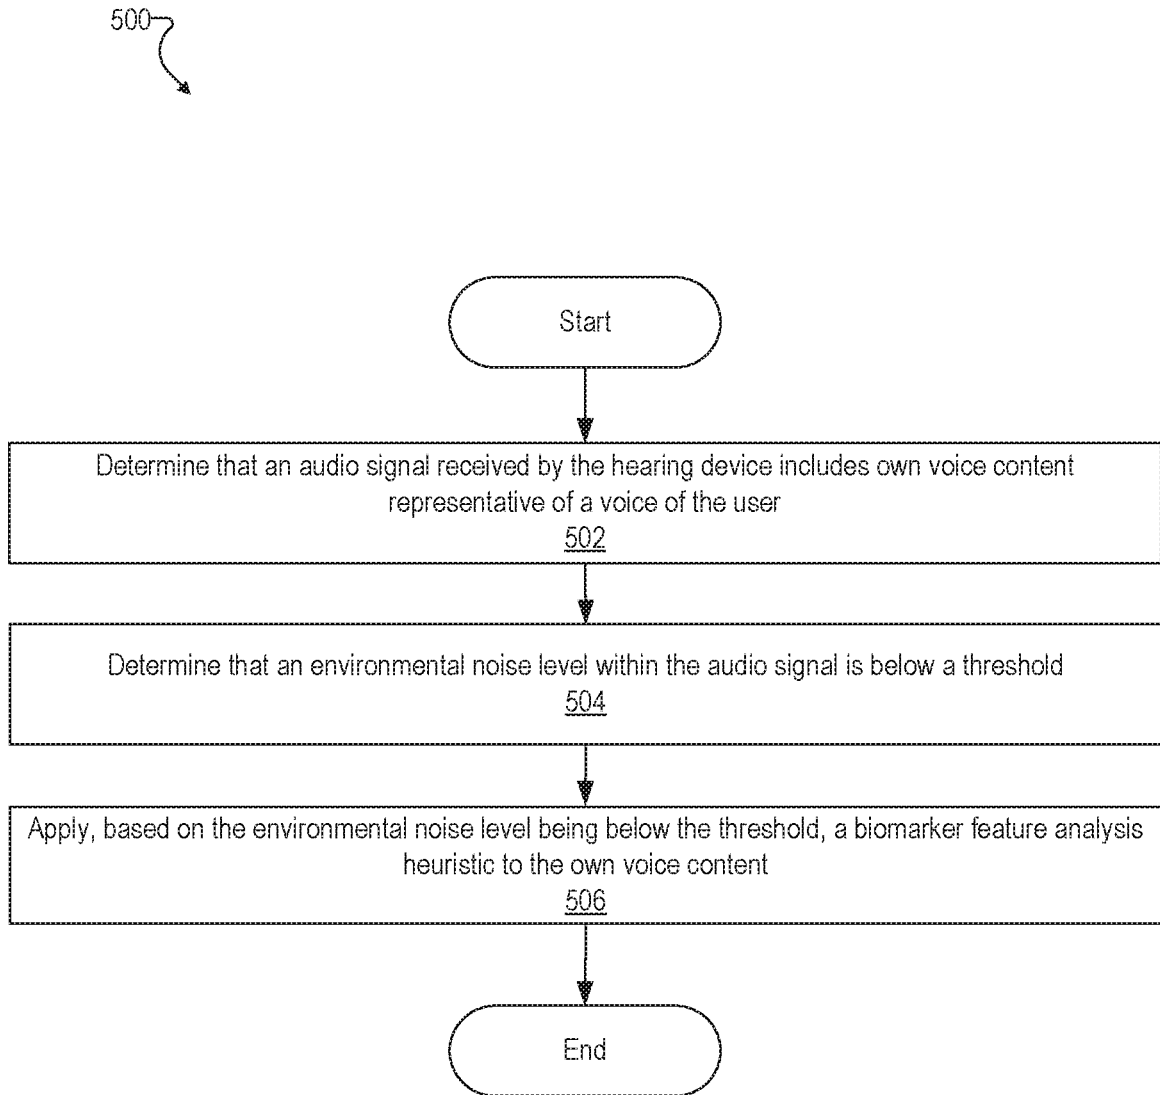 500
Start
Determine that an audio signal received by the hearing device includes own voice content
representative of a voice of the user
502
Determine that an environmental noise level within the audio signal is below a threshold
504
Apply, based on the environmental noise level being below the threshold, a biomarker feature analysis
heuristic to the own voice content
506
End